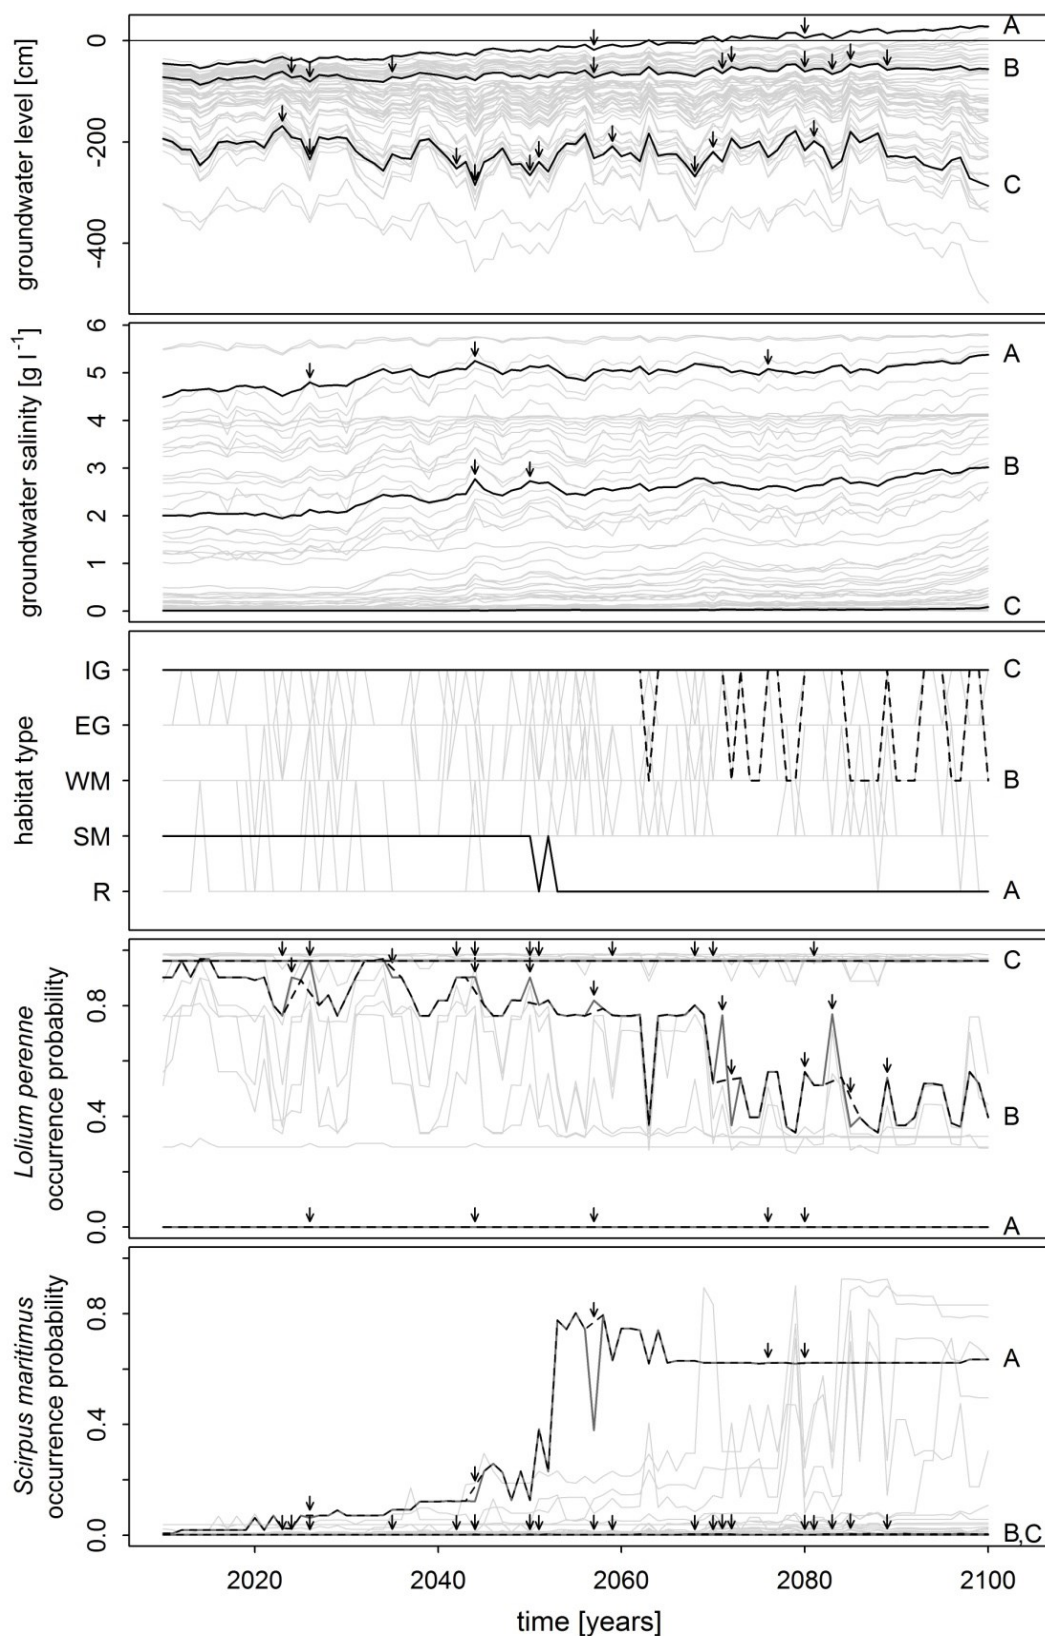 groundwater level [cm]
0
-200
-400
A
B
C
groundwater salinity [g l⁻¹]
6
5
4
3
2
1
0
A
B
C
habitat type
IG
EG
WM
SM
R
C
B
A
Lolium perenne
occurrence probability
0.8
0.4
0.0
C
B
A
Scirpus maritimus
occurrence probability
0.8
0.4
0.0
A
B,C
2020
2040
2060
2080
2100
time [years]